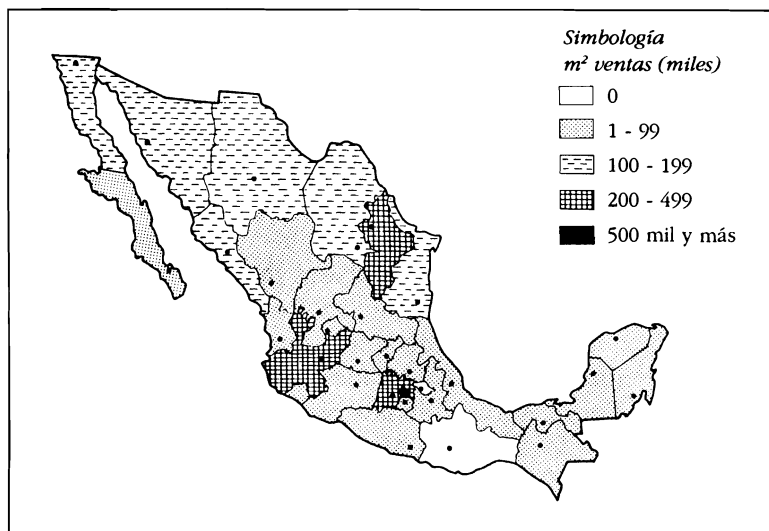 Simbología
m² ventas (miles)
0
1 - 99
100 - 199
200 - 499
500 mil y más